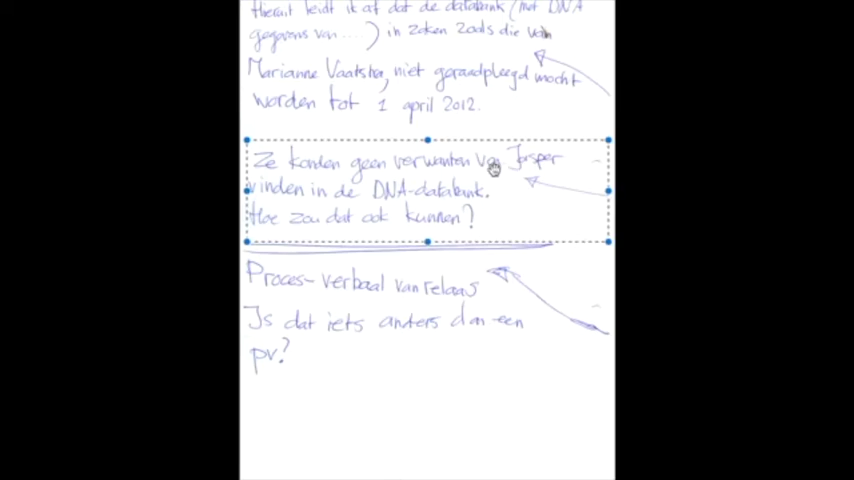 Hieruit leidt ik af dat de databank (met DNA
gegevens van ...) in zaken zoals die van
Marianne Vaatstra, niet geraadpleegd mocht
worden tot 1 april 2012.
Ze konden geen verwanten van Jasper
vinden in de DNA-databank.
Hoe zou dat ook kunnen?
Proces-verbaal van relaas
Is dat iets anders dan een
pv?